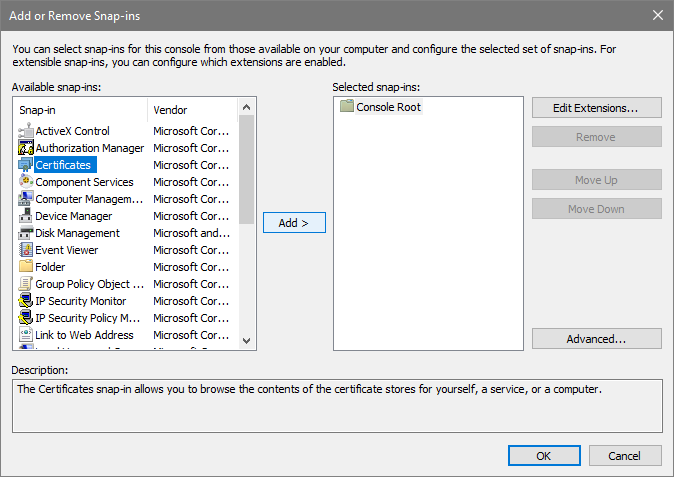 Add or Remove Snap-ins
You can select snap-ins for this console from those available on your computer and configure the selected set of snap-ins. For
extensible snap-ins, you can configure which extensions are enabled.
Available snap-ins:
Snap-in Vendor
ActiveX Control Microsoft Cor...
Authorization Manager Microsoft Cor...
Certificates Microsoft Cor...
Component Services Microsoft Cor...
Computer Managem... Microsoft Cor...
Device Manager Microsoft Cor...
Disk Management Microsoft and...
Event Viewer Microsoft Cor...
Folder Microsoft Cor...
Group Policy Object ... Microsoft Cor...
IP Security Monitor Microsoft Cor...
IP Security Policy M... Microsoft Cor...
Link to Web Address Microsoft Cor...
Add >
Selected snap-ins:
Console Root
Edit Extensions...
Remove
Move Up
Move Down
Advanced...
Description:
The Certificates snap-in allows you to browse the contents of the certificate stores for yourself, a service, or a computer.
OK Cancel